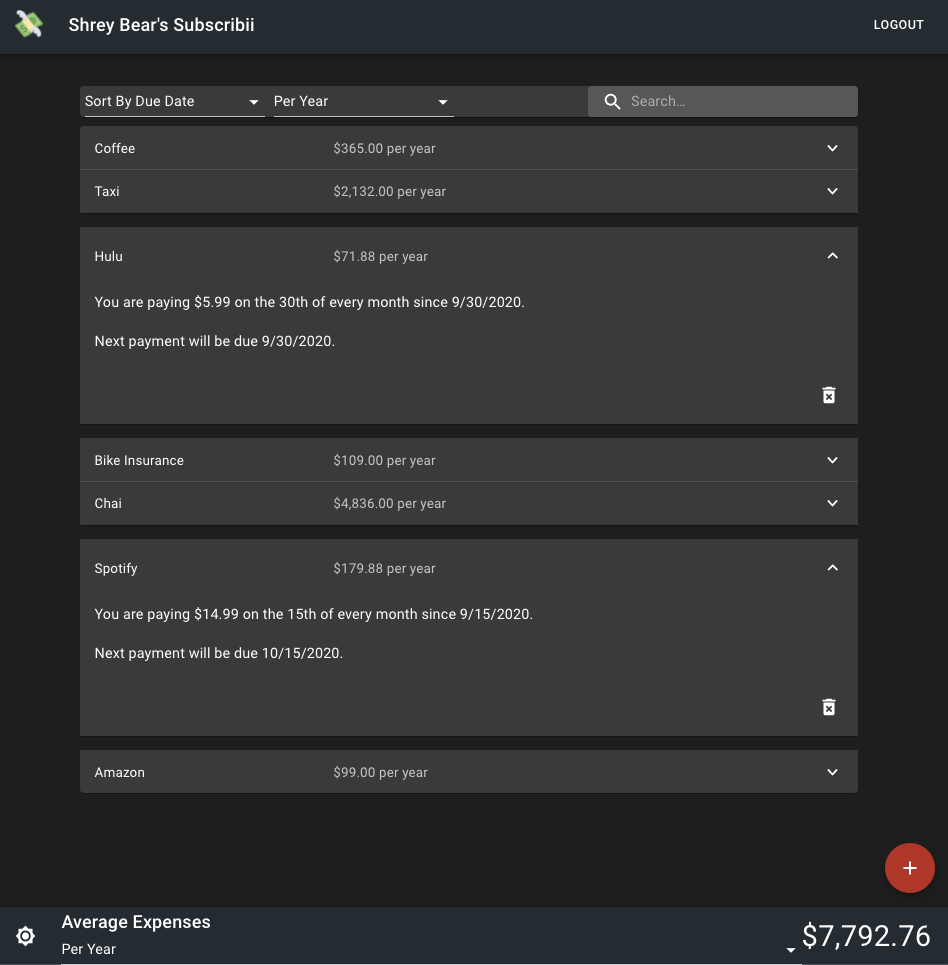 Shrey Bear's Subscribii
LOGOUT
Sort By Due Date
Per Year
Search…
Coffee
$365.00 per year
Taxi
$2,132.00 per year
Hulu
$71.88 per year
You are paying $5.99 on the 30th of every month since 9/30/2020.
Next payment will be due 9/30/2020.
Bike Insurance
$109.00 per year
Chai
$4,836.00 per year
Spotify
$179.88 per year
You are paying $14.99 on the 15th of every month since 9/15/2020.
Next payment will be due 10/15/2020.
Amazon
$99.00 per year
Average Expenses
Per Year
$7,792.76